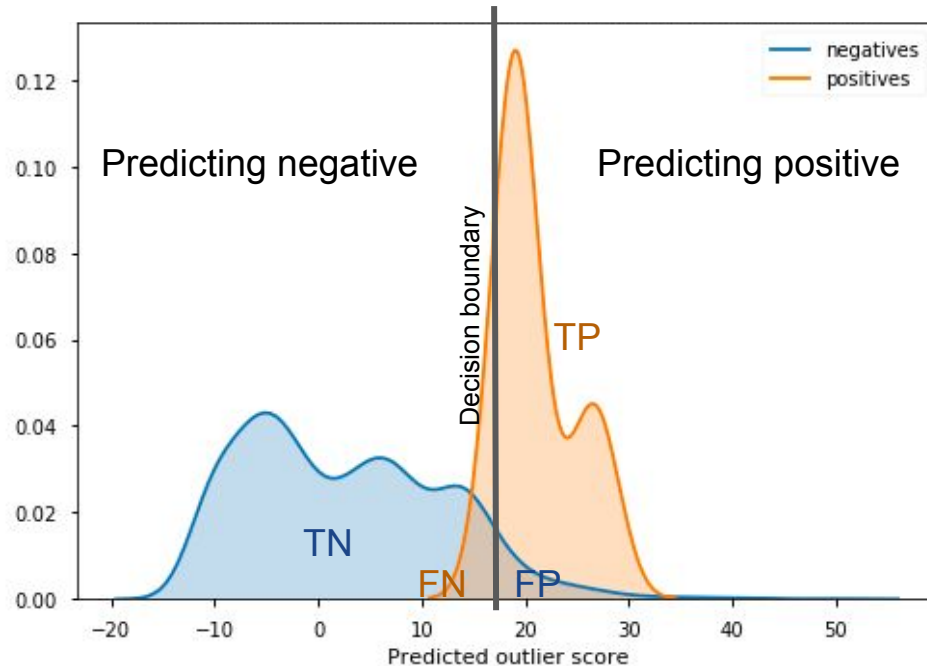 negatives
positives
0.12
0.10
0.08
0.06
0.04
0.02
0.00
Predicting negative
Predicting positive
Decision boundary
TP
TN
FN
FP
−20
−10
0
10
20
30
40
50
Predicted outlier score